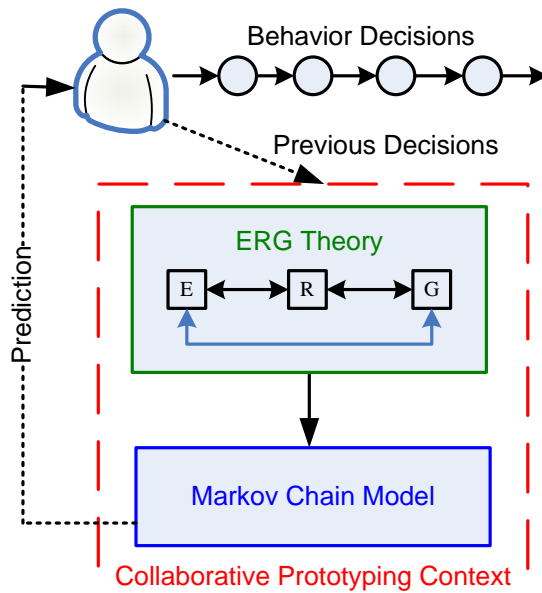 Behavior Decisions
Previous Decisions
ERG Theory
E R G
Prediction
Markov Chain Model
Collaborative Prototyping Context